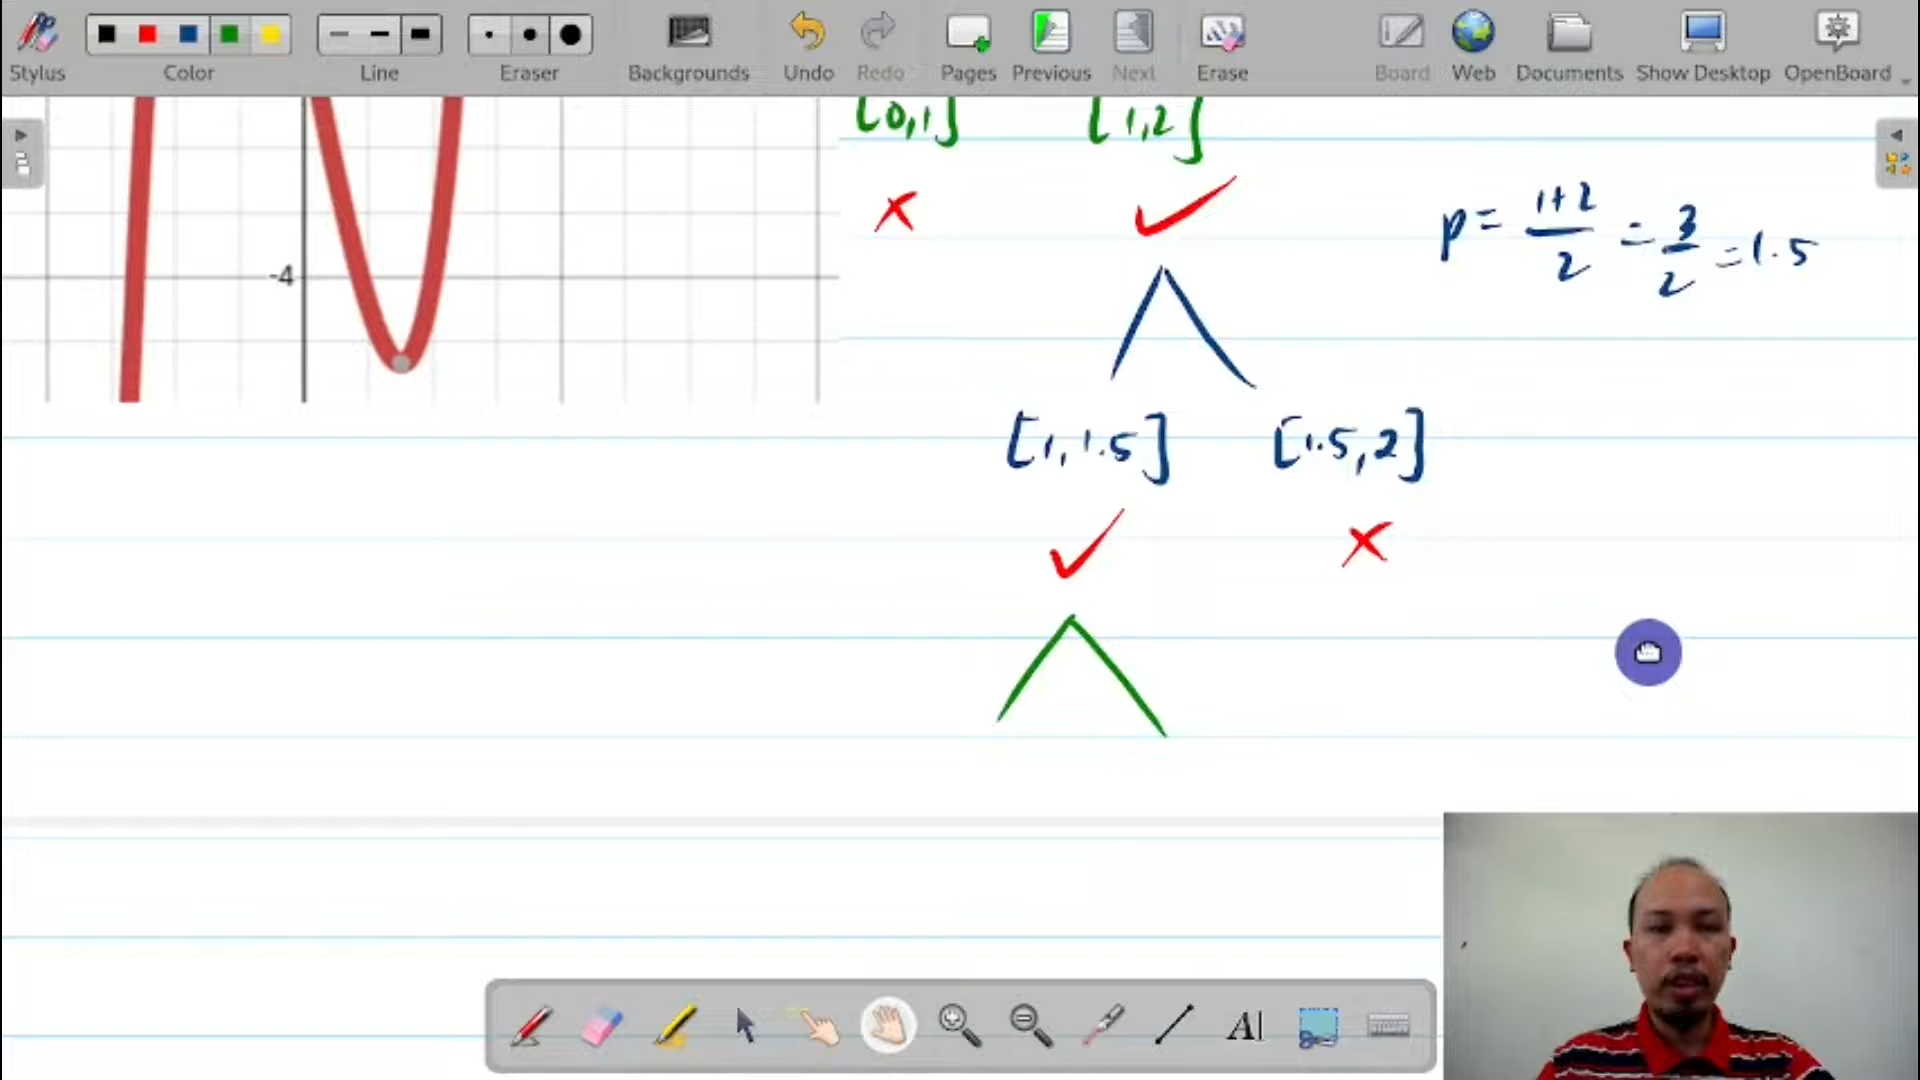 Stylus
Color
Line
Eraser
Backgrounds
Undo
Redo
Pages
Previous
Next
Erase
Board
Web
Documents
Show Desktop
OpenBoard
[0,1] [1,2]
p = 1+2/2 = 3/2 = 1.5
-4
[1,1.5] [1.5,2]
A|